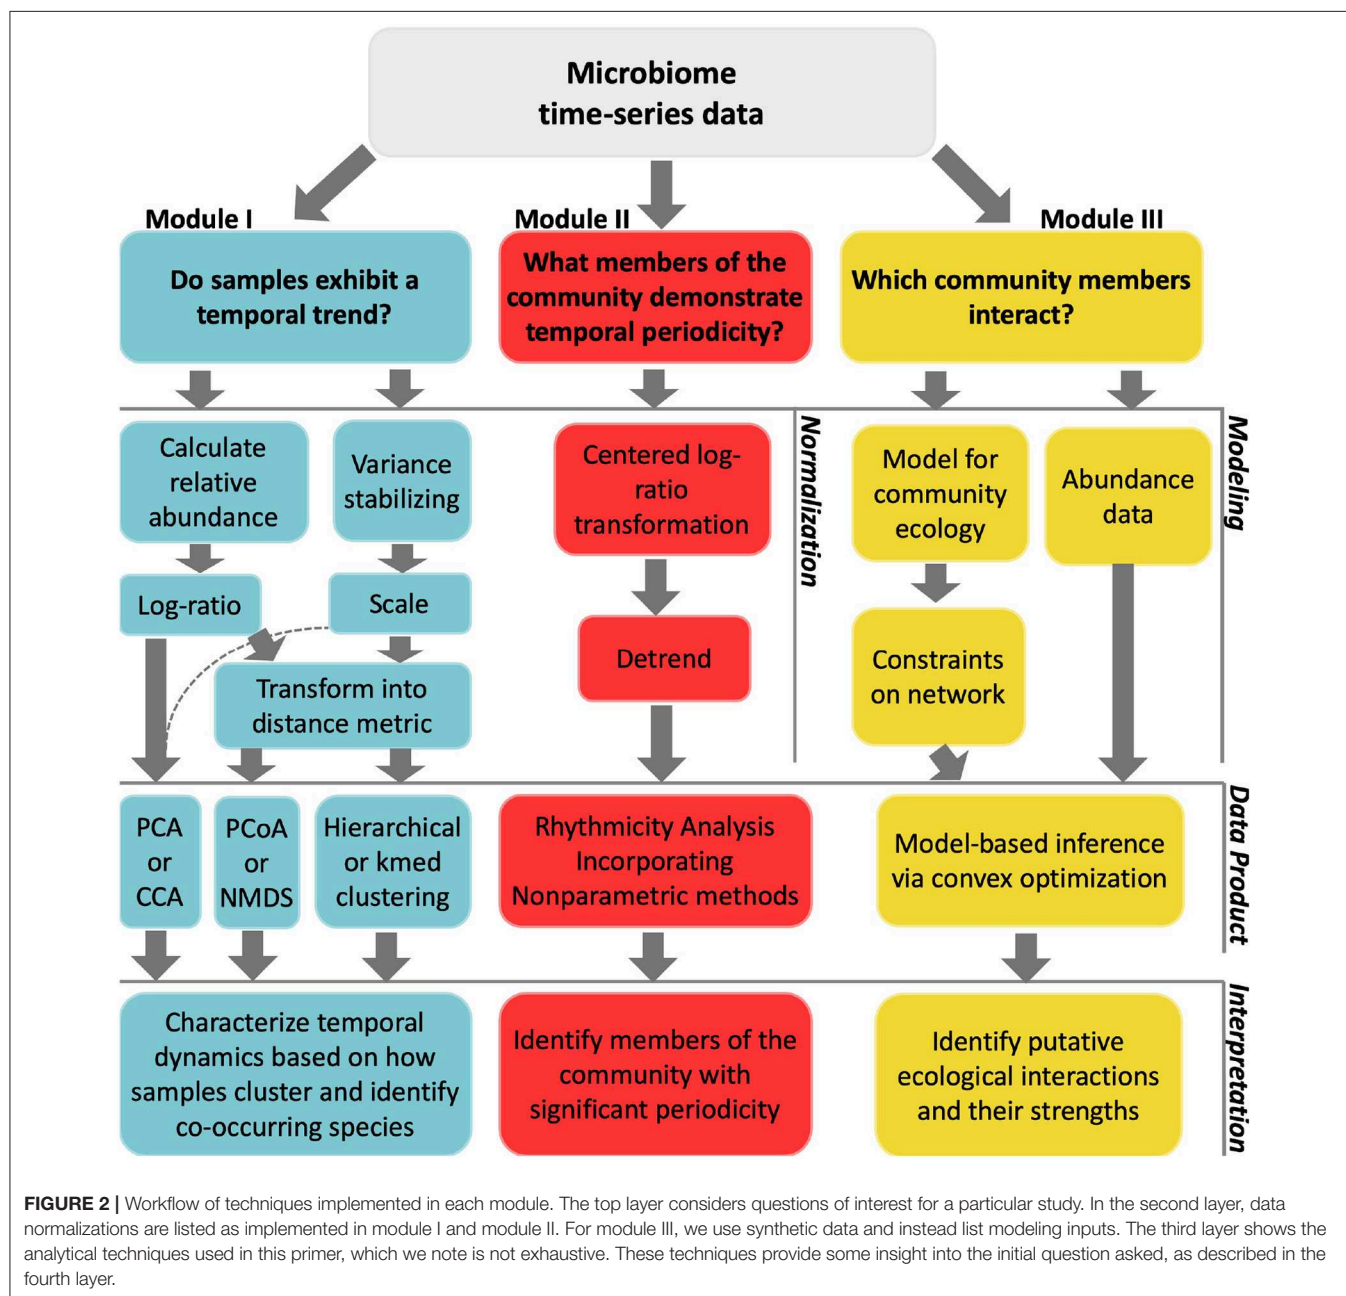 Microbiome
time-series data
Module I
Module II
Module III
Do samples exhibit a
temporal trend?
What members of the
community demonstrate
temporal periodicity?
Which community members
interact?
Calculate
relative
abundance
Variance
stabilizing
Centered log-
ratio
transformation
Normalization
Model for
community
ecology
Abundance
data
Modeling
Log-ratio
Scale
Detrend
Constraints
on network
Transform into
distance metric
PCA
or
CCA
PCoA
or
NMDS
Hierarchical
or kmed
clustering
Rhythmicity Analysis
Incorporating
Nonparametric methods
Model-based inference
via convex optimization
Data Product
Characterize temporal
dynamics based on how
samples cluster and identify
co-occurring species
Identify members of the
community with
significant periodicity
Identify putative
ecological interactions
and their strengths
Interpretation
FIGURE 2 | Workflow of techniques implemented in each module. The top layer considers questions of interest for a particular study. In the second layer, data
normalizations are listed as implemented in module I and module II. For module III, we use synthetic data and instead list modeling inputs. The third layer shows the
analytical techniques used in this primer, which we note is not exhaustive. These techniques provide some insight into the initial question asked, as described in the
fourth layer.